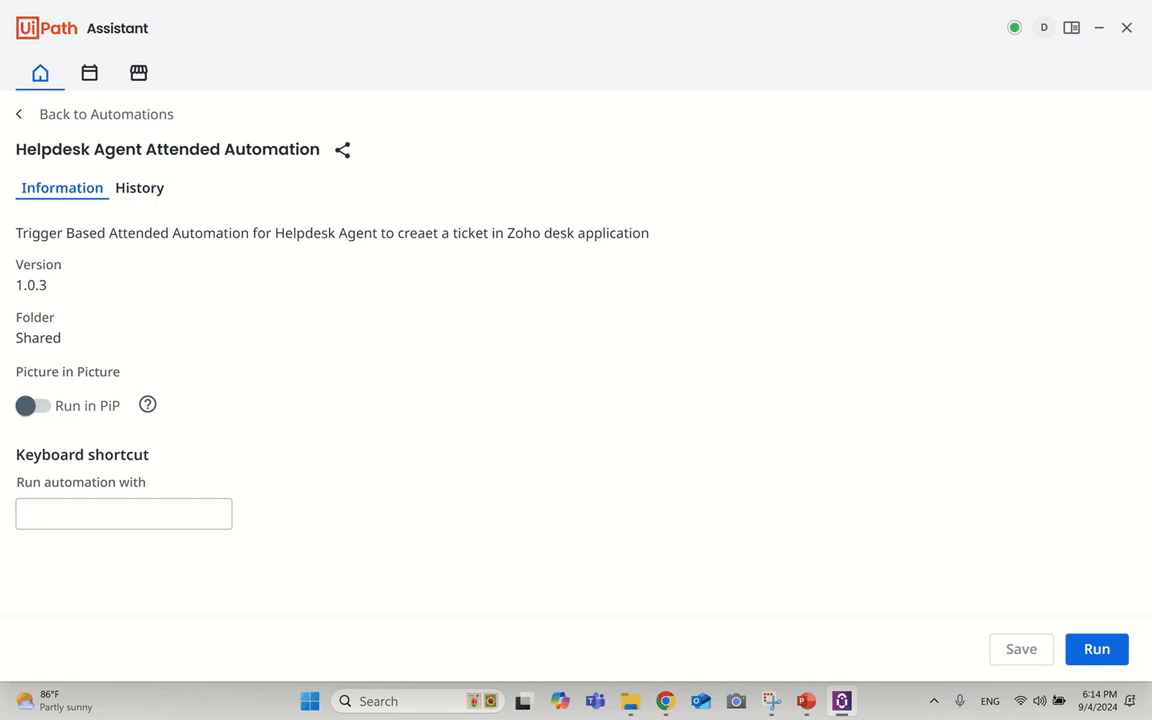 UiPath Assistant
D
Back to Automations
Helpdesk Agent Attended Automation
Information History
Trigger Based Attended Automation for Helpdesk Agent to creaet a ticket in Zoho desk application
Version
1.0.3
Folder
Shared
Picture in Picture
Run in PiP
Keyboard shortcut
Run automation with
Save Run
86°F
Partly sunny
Search
ENG
6:14 PM
9/4/2024